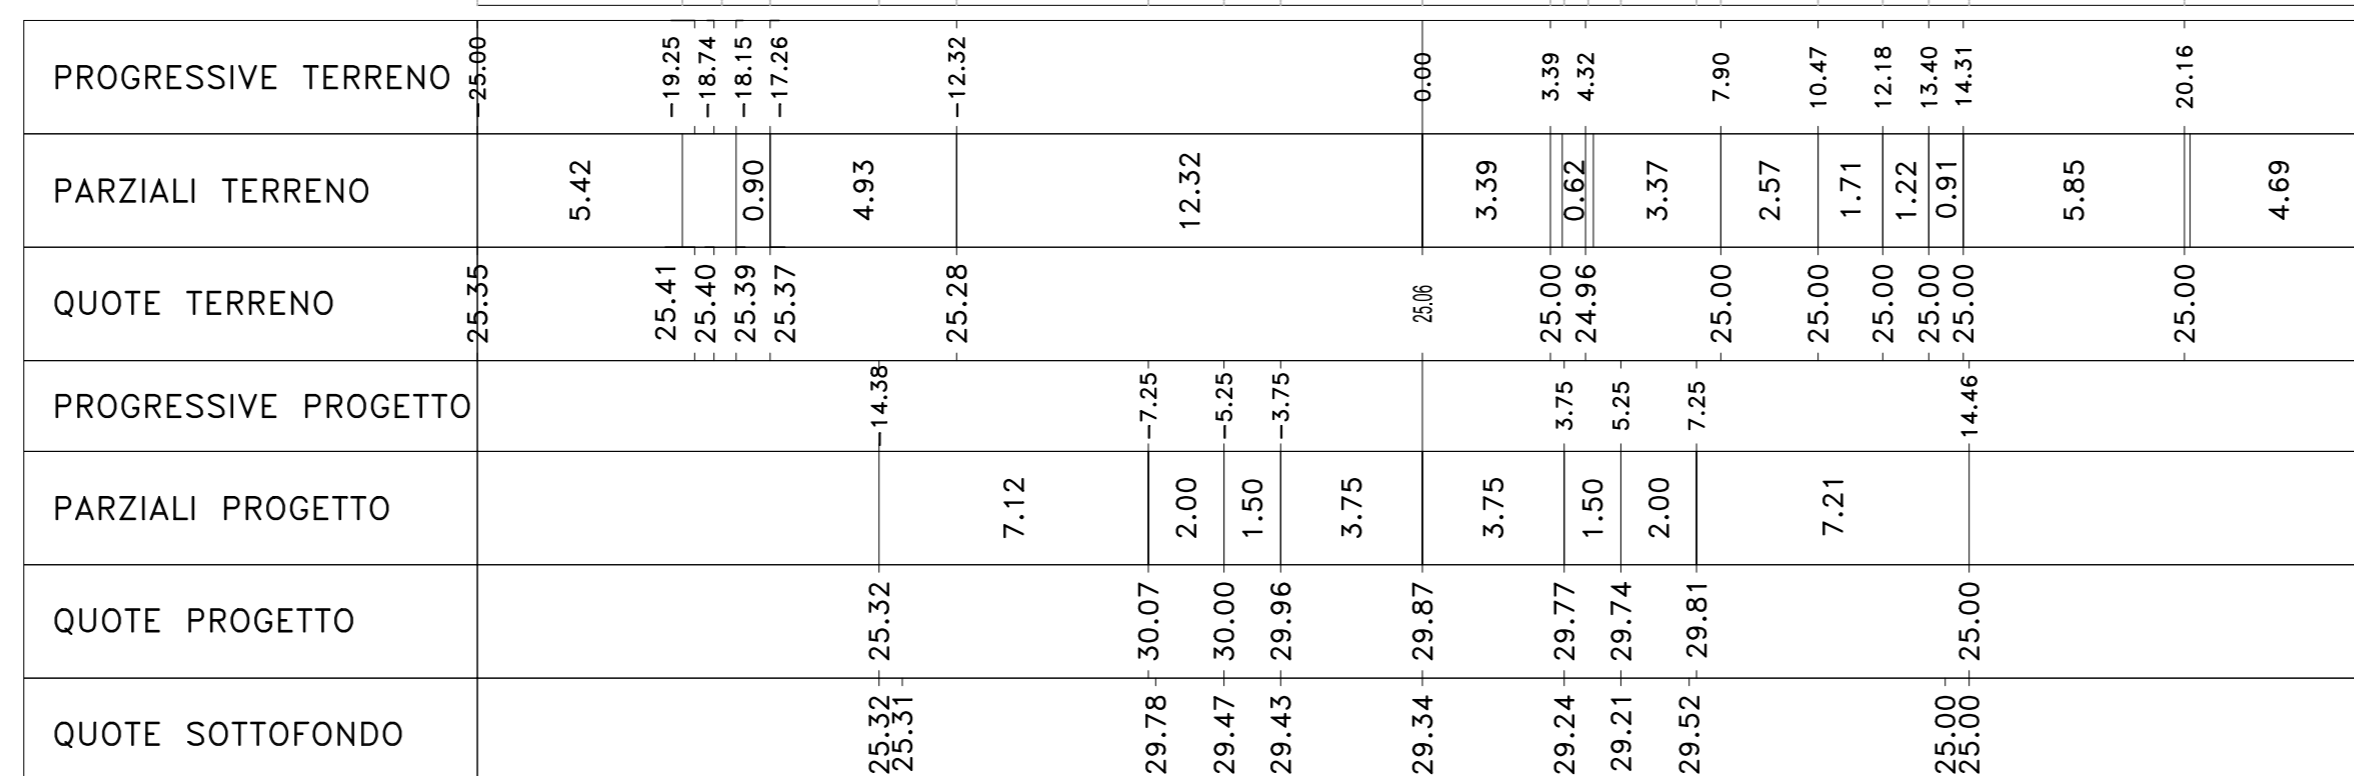 PROGRESSIVE TERRENO -25.00 -19.25 -18.74 -18.15 -17.26 -12.32 0.00 3.39 4.32 7.90 10.47 12.18 13.40 14.31 20.16
PARZIALI TERRENO 5.42 0.90 4.93 12.32 3.39 0.62 3.37 2.57 1.71 1.22 0.91 5.85 4.69
QUOTE TERRENO 25.35 25.41 25.40 25.39 25.37 25.28 25.06 25.00 24.96 25.00 25.00 25.00 25.00 25.00 25.00
PROGRESSIVE PROGETTO -14.38 -7.25 -5.25 -3.75 3.75 5.25 7.25 14.46
PARZIALI PROGETTO 7.12 2.00 1.50 3.75 3.75 1.50 2.00 7.21
QUOTE PROGETTO 25.32 30.07 30.00 29.96 29.87 29.77 29.74 29.81 25.00
QUOTE SOTTOFONDO 25.32 25.31 29.78 29.47 29.43 29.34 29.24 29.21 29.52 25.00 25.00